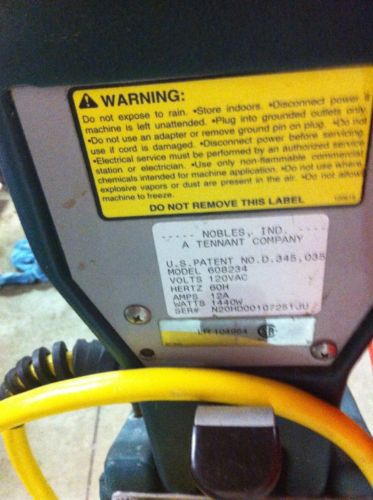 WARNING:
Do not expose to rain. •Store indoors. •Disconnect power if
machine is left unattended. •Plug into grounded outlets only.
•Do not use an adapter or remove ground pin on plug. •Do not
use if cord is damaged. •Disconnect power before servicing.
•Electrical service must be performed by an authorized service
station or electrician. •Use only non-flammable commercial
chemicals intended for machine application. •Do not use where
explosive vapors or dust are present in the air. •Do not allow
machine to freeze.
DO NOT REMOVE THIS LABEL
----- NOBLES, IND. -----
A TENNANT COMPANY
U.S.PATENT NO.D.345,035
MODEL 608234
VOLTS 120VAC
HERTZ 60H
AMPS 12A
WATTS 1440W
SER# N20HD00107251JU
LR 104964